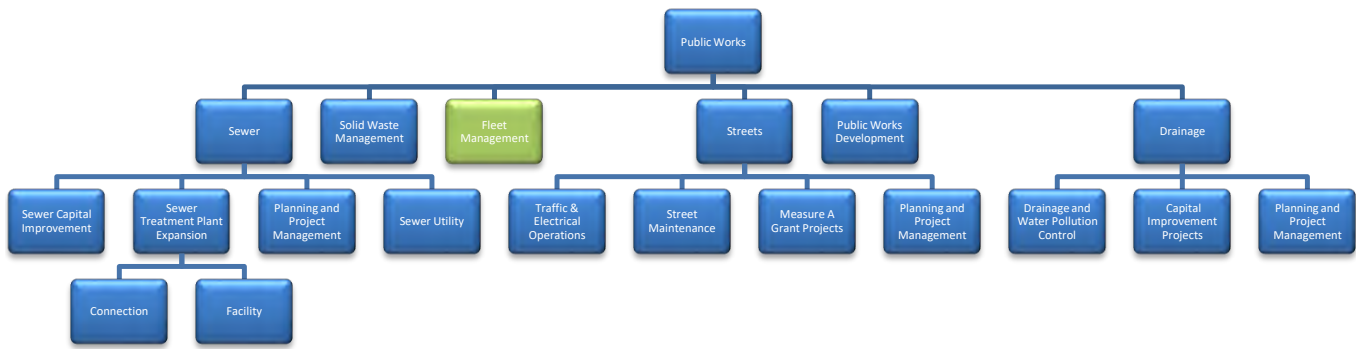 Public Works
Sewer
Solid Waste
Management
Fleet
Management
Streets
Public Works
Development
Drainage
Sewer Capital
Improvement
Sewer
Treatment Plant
Expansion
Planning and
Project
Management
Sewer Utility
Traffic &
Electrical
Operations
Street
Maintenance
Measure A
Grant Projects
Planning and
Project
Management
Drainage and
Water Pollution
Control
Capital
Improvement
Projects
Planning and
Project
Management
Connection
Facility